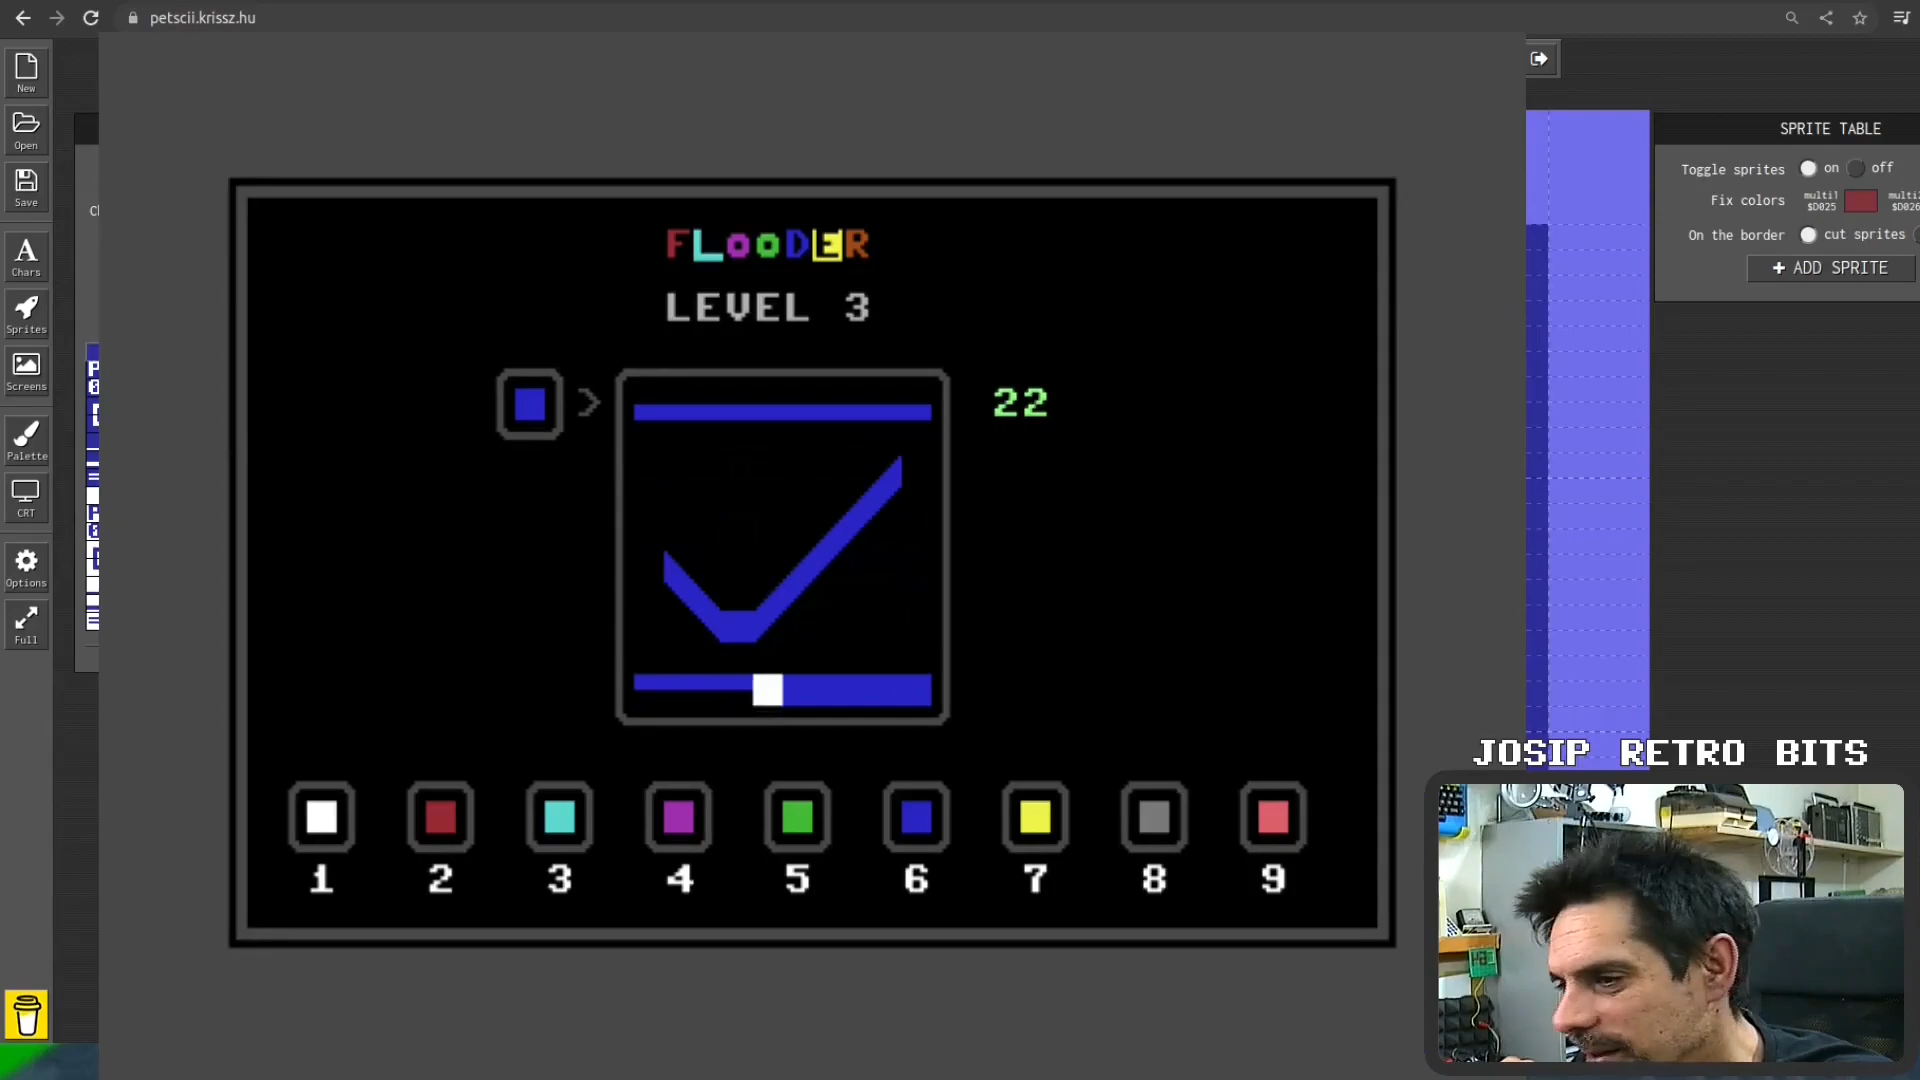 petscii.krissz.hu
New
Open
Save
A
Chars
Sprites
Screens
Palette
CRT
Options
Full
SPRITE TABLE
Toggle sprites on off
Fix colors multi1 $D025 $D026
On the border cut sprites
+ ADD SPRITE
FLOODER
LEVEL 3
> 22
1 2 3 4 5 6 7 8 9
JOSIP RETRO BITS